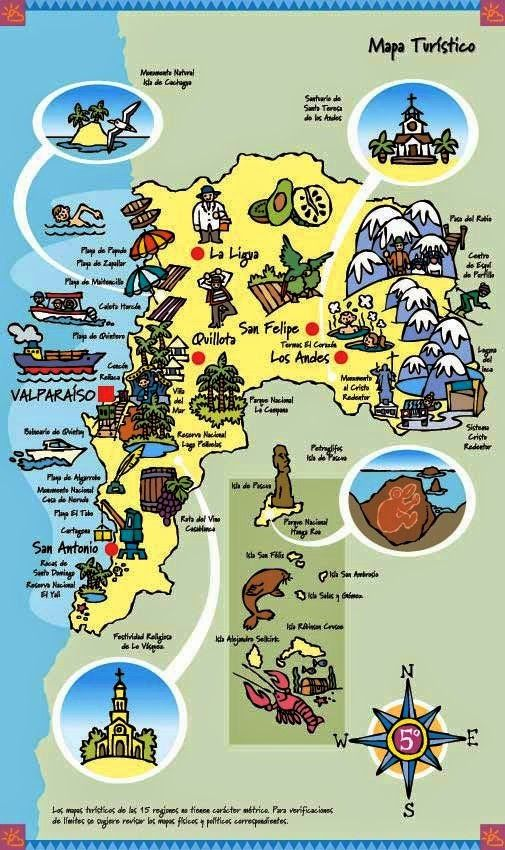 Mapa Turístico
Monumento Natural
Isla de Cachagua
Santuario de
Santa Teresa
de los Andes
Paso del Rubio
Playa de Papudo
Playa de Zapallar
Playa de Maitencillo
La Ligua
Centro
de Esquí
de Portillo
Caleta Horcón
Playa de Quintero
Quillota
San Felipe
Termas El Corazón
Los Andes
Concón
Reñaca
VALPARAÍSO
Viña
del
Mar
Laguna
del
Inca
Monumento
al Cristo
Redentor
Parque Nacional
La Campana
Sistema
Cristo
Redentor
Balneario de Quintay
Reserva Nacional
Lago Peñuelas
Petroglifos
Isla de Pascua
Playa de Algarrobo
Monumento Nacional
Casa de Neruda
Playa El Tabo
Cartagena
San Antonio
Ruta del Vino
Casablanca
Isla de Pascua
Parque Nacional
Hanga Roa
Rocas de
Santo Domingo
Reserva Nacional
El Yali
Isla San Félix
Isla San Ambrosio
Isla Salas y Gómez
Isla Róbinson Crusoe
Isla Alejandro Selkirk
Festividad Religiosa
de Lo Vásquez
N
W
5º
E
S
Los mapas turísticos de las 15 regiones no tienen carácter métrico. Para verificaciones
de límites se sugiere revisar los mapas físicos y políticos correspondientes.